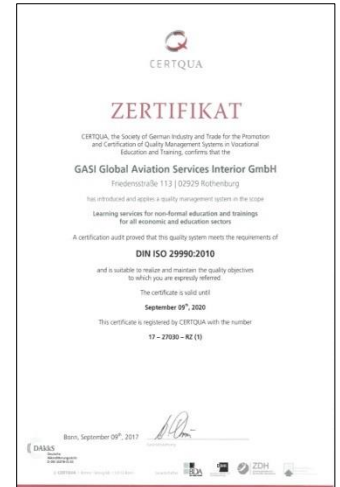 CERTQUA
ZERTIFIKAT
CERTQUA, the Society of German Industry and Trade for the Promotion
and Certification of Quality Management Systems in Vocational
Education and Training, confirms that the
GASI Global Aviation Services Interior GmbH
Friedensstraße 113 | 02929 Rothenburg
has introduced and applies a quality management system in the scope
Learning services for non-formal education and trainings
for all economic and education sectors
A certification audit proved that this quality system meets the requirements of
DIN ISO 29990:2010
and is suitable to realize and maintain the quality objectives
to which you are expressly referred
The certificate is valid until
September 09th, 2020
This certificate is registered by CERTQUA with the number
17 – 27030 – RZ (1)
Bonn, September 09th, 2017
DAkkS
Deutsche
Akkreditierungsstelle
BDA
ZDH